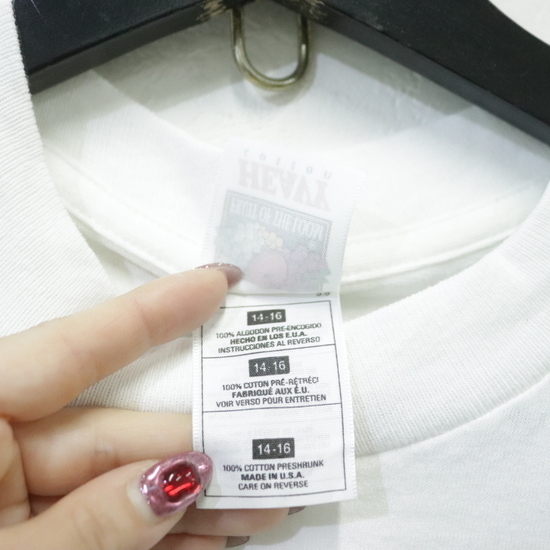 cotton
HEAVY
FRUIT OF THE LOOM
14-16
100% ALGODON PRE-ENCOGIDO
HECHO EN LOS E.U.A.
INSTRUCCIONES AL REVERSO
14-16
100% COTON PRÉ-RÉTRÉCI
FABRIQUÉ AUX É.U.
VOIR VERSO POUR ENTRETIEN
14-16
100% COTTON PRESHRUNK
MADE IN U.S.A.
CARE ON REVERSE